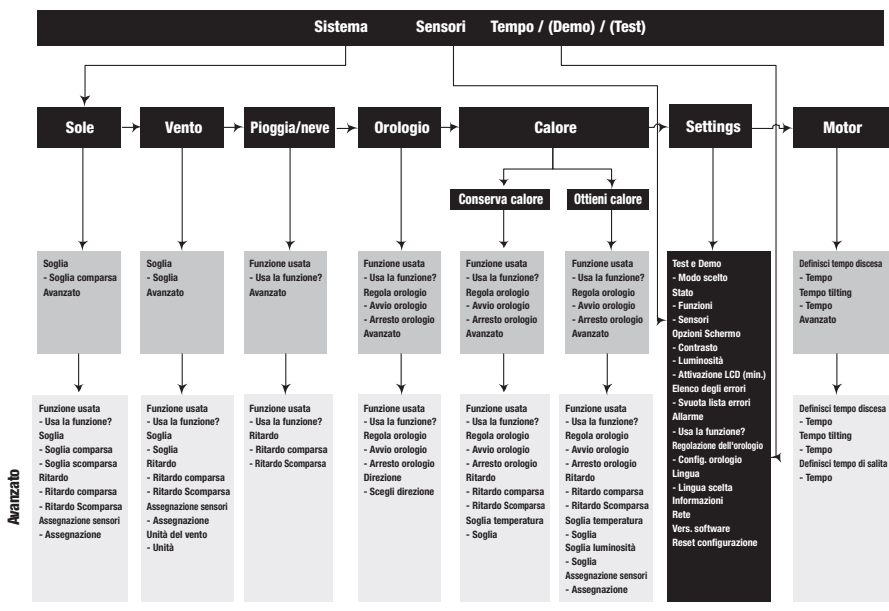 Sistema Sensori Tempo / (Demo) / (Test)
Sole
Vento
Pioggia/neve
Orologio
Calore
Settings
Motor
Conserva calore
Ottieni calore
Soglia
- Soglia comparsa
Avanzato
Soglia
- Soglia
Avanzato
Funzione usata
- Usa la funzione?
Avanzato
Funzione usata
- Usa la funzione?
Regola orologio
- Avvio orologio
- Arresto orologio
Avanzato
Funzione usata
- Usa la funzione?
Regola orologio
- Avvio orologio
- Arresto orologio
Avanzato
Funzione usata
- Usa la funzione?
Regola orologio
- Avvio orologio
- Arresto orologio
Avanzato
Test e Demo
- Modo scelto
Stato
- Funzioni
- Sensori
Opzioni Schermo
- Contrasto
- Luminosità
- Attivazione LCD (min.)
Elenco degli errori
- Svuota lista errori
Allarme
- Usa la funzione?
Regolazione dell'orologio
- Config. orologio
Lingua
- Lingua scelta
Informazioni
Rete
Vers. software
Reset configurazione
Definisci tempo discesa
- Tempo
Tempo tilting
- Tempo
Avanzato
Avanzato
Funzione usata
- Usa la funzione?
Soglia
- Soglia comparsa
- Soglia scomparsa
Ritardo
- Ritardo comparsa
- Ritardo Scomparsa
Assegnazione sensori
- Assegnazione
Funzione usata
- Usa la funzione?
Soglia
- Soglia
Ritardo
- Ritardo comparsa
- Ritardo Scomparsa
Assegnazione sensori
- Assegnazione
Unità del vento
- Unità
Funzione usata
- Usa la funzione?
Ritardo
- Ritardo comparsa
- Ritardo Scomparsa
Funzione usata
- Usa la funzione?
Regola orologio
- Avvio orologio
- Arresto orologio
Direzione
- Scegli direzione
Funzione usata
- Usa la funzione?
Regola orologio
- Avvio orologio
- Arresto orologio
Ritardo
- Ritardo comparsa
- Ritardo Scomparsa
Soglia temperatura
- Soglia
Funzione usata
- Usa la funzione?
Regola orologio
- Avvio orologio
- Arresto orologio
Ritardo
- Ritardo comparsa
- Ritardo Scomparsa
Soglia temperatura
- Soglia
Soglia luminosità
- Soglia
Assegnazione sensori
- Assegnazione
Definisci tempo discesa
- Tempo
Tempo tilting
- Tempo
Definisci tempo di salita
- Tempo